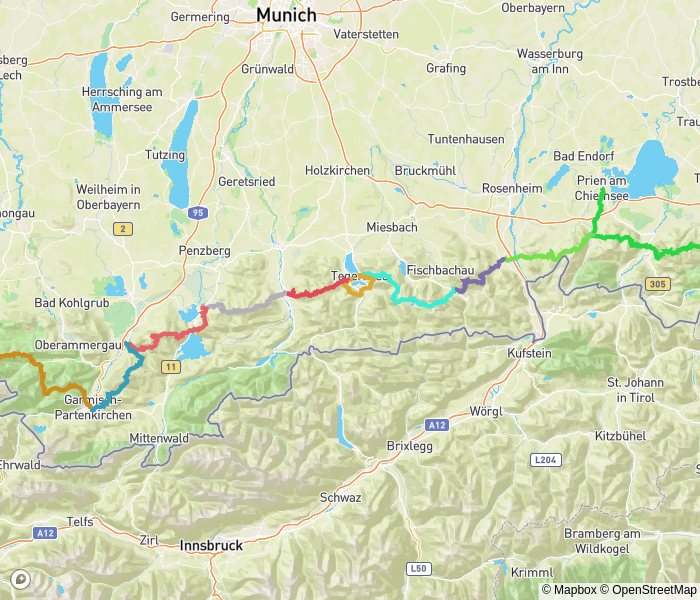 Oberbayern
Munich
Germering
Vaterstetten
sberg
Lech
Wasserburg
am Inn
Grünwald
Grafing
Herrsching am
Ammersee
Trostbe
Trau
Tuntenhausen
Tutzing
Bad Endorf
Holzkirchen
Bruckmühl
Geretsried
Prien am
Chiemsee
T
Rosenheim
Weilheim in
Oberbayern
95
ongau
2
Miesbach
Penzberg
Fischbachau
305
Bad Kohlgrub
Oberammergau
11
Kufstein
Garmisch-
Partenkirchen
St. Johann
in Tirol
Wörgl
A12
Mittenwald
Kitzbühel
Brixlegg
L204
Ehrwald
S
Schwaz
Telfs
A12
Zirl
Innsbruck
Bramberg am
Wildkogel
L50
Krimml
© Mapbox © OpenStreetMap